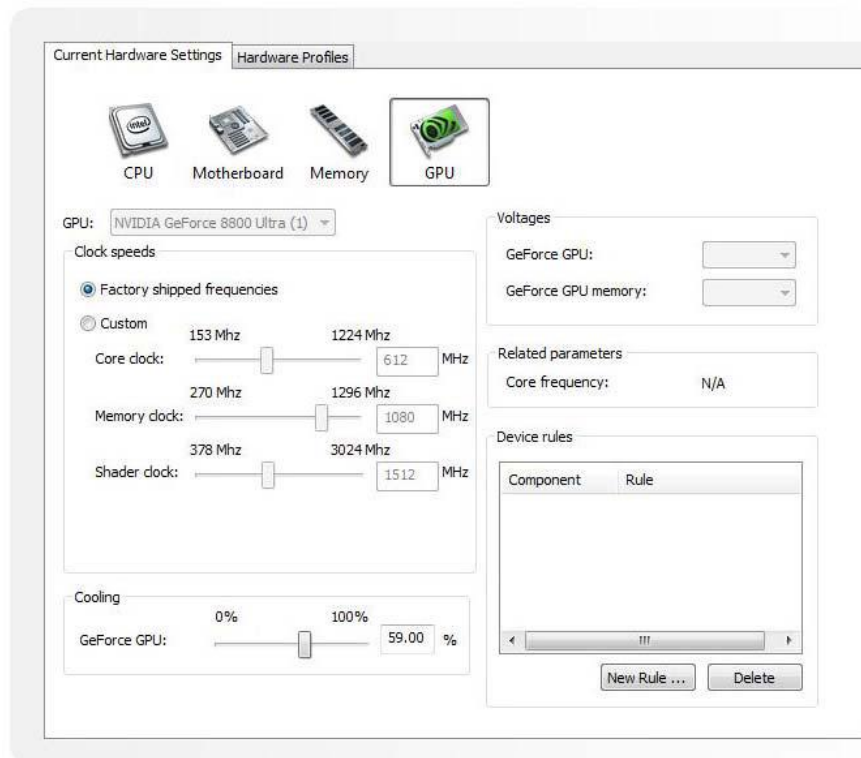 Current Hardware Settings
Hardware Profiles
intel
CPU
Motherboard
Memory
GPU
GPU: NVIDIA GeForce 8800 Ultra (1)
Clock speeds
Factory shipped frequencies
Custom
153 Mhz 1224 Mhz
Core clock: 612 MHz
270 Mhz 1296 Mhz
Memory clock: 1080 MHz
378 Mhz 3024 Mhz
Shader clock: 1512 MHz
Cooling
0% 100%
GeForce GPU: 59.00 %
Voltages
GeForce GPU:
GeForce GPU memory:
Related parameters
Core frequency: N/A
Device rules
Component Rule
New Rule ... Delete